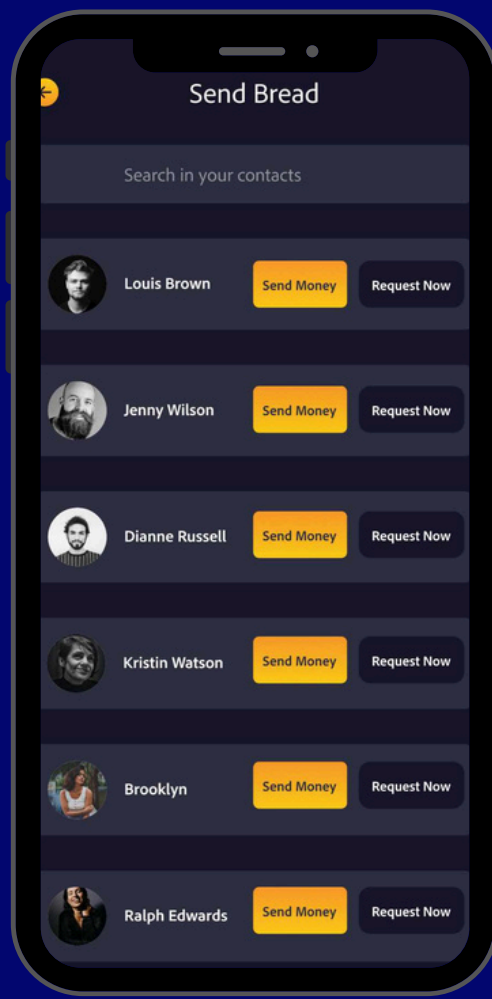 Send Bread
Search in your contacts
Louis Brown Send Money Request Now
Jenny Wilson Send Money Request Now
Dianne Russell Send Money Request Now
Kristin Watson Send Money Request Now
Brooklyn Send Money Request Now
Ralph Edwards Send Money Request Now